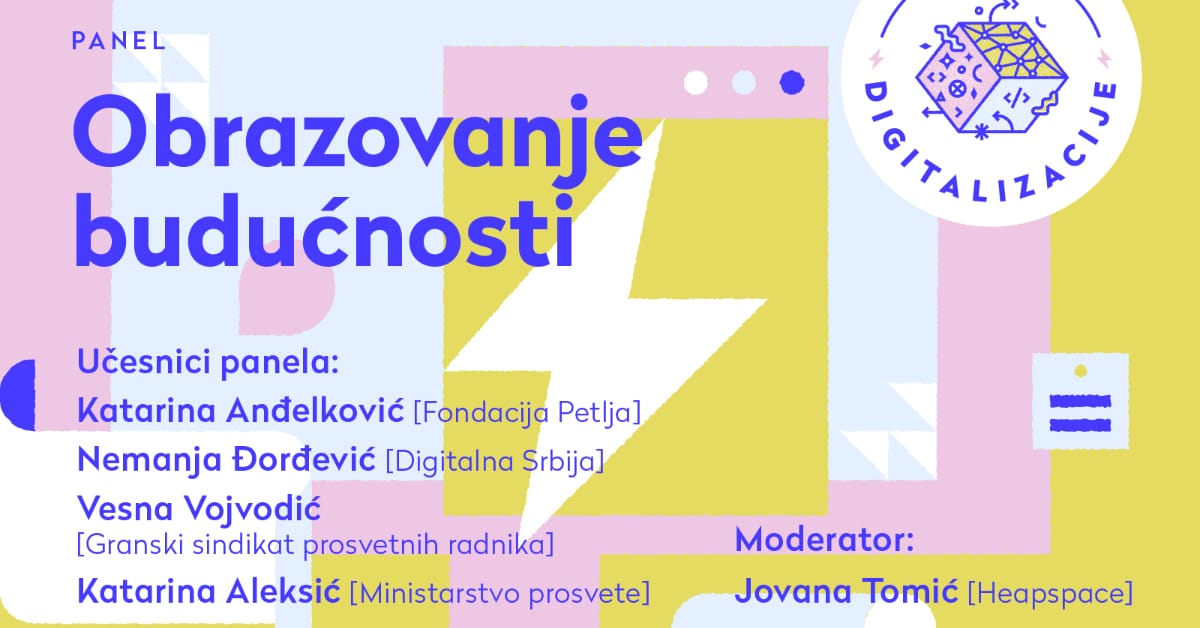 PANEL
Obrazovanje
budućnosti
DIGITALIZACIJE
</>
Učesnici panela:
Katarina Anđelković [Fondacija Petlja]
Nemanja Đorđević [Digitalna Srbija]
Vesna Vojvodić
[Granski sindikat prosvetnih radnika]
Katarina Aleksić [Ministarstvo prosvete]
Moderator:
Jovana Tomić [Heapspace]